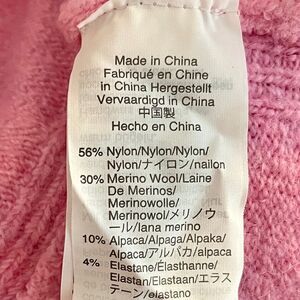 Made in China
Fabriqué en Chine
in China Hergestellt
Vervaardigd in China
中国製
Hecho en China
56% Nylon/Nylon/Nylon/
Nylon/ナイロン/nailon
30% Merino Wool/Laine
De Merinos/
Merinowolle/
Merinowol/メリノウ
ール/lana merino
10% Alpaca/Alpaga/Alpaka/
Alpaca/アルパカ/alpaca
4% Elastane/Élasthanne/
Elastan/Elastaan/エラス
テーン/elastano